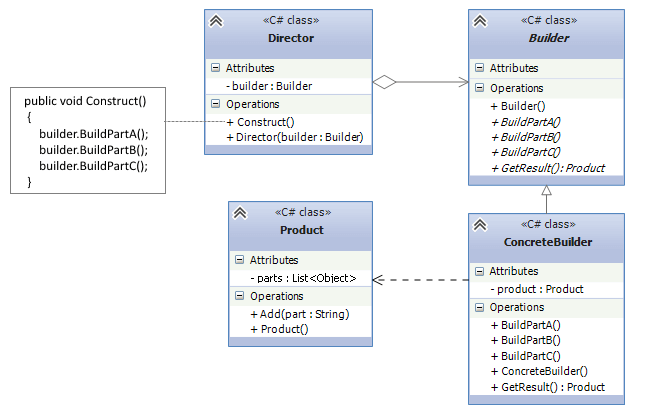 «C# class»
Director
Attributes
- builder : Builder
Operations
+ Construct()
+ Director(builder : Builder)
«C# class»
Builder
Attributes
Operations
+ Builder()
+ BuildPartA()
+ BuildPartB()
+ BuildPartC()
+ GetResult() : Product
public void Construct()
{
builder.BuildPartA();
builder.BuildPartB();
builder.BuildPartC();
}
«C# class»
Product
Attributes
- parts : List<Object>
Operations
+ Add(part : String)
+ Product()
«C# class»
ConcreteBuilder
Attributes
- product : Product
Operations
+ BuildPartA()
+ BuildPartB()
+ BuildPartC()
+ ConcreteBuilder()
+ GetResult() : Product